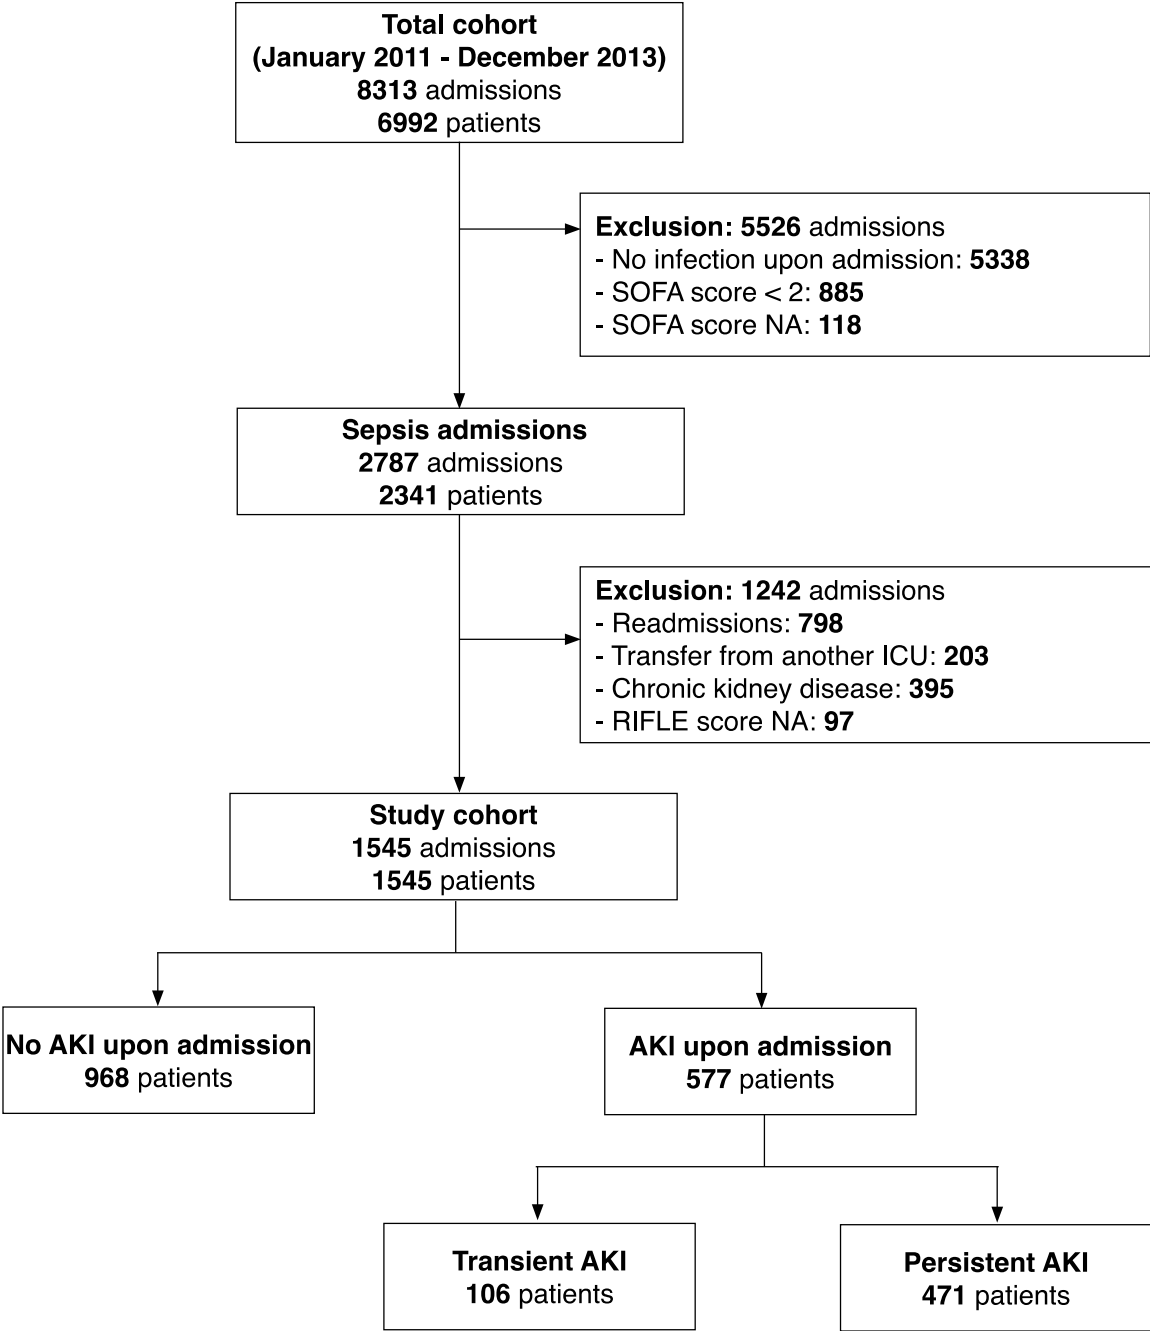 Total cohort
(January 2011 - December 2013)
8313 admissions
6992 patients
Exclusion: 5526 admissions
- No infection upon admission: 5338
- SOFA score < 2: 885
- SOFA score NA: 118
Sepsis admissions
2787 admissions
2341 patients
Exclusion: 1242 admissions
- Readmissions: 798
- Transfer from another ICU: 203
- Chronic kidney disease: 395
- RIFLE score NA: 97
Study cohort
1545 admissions
1545 patients
No AKI upon admission
968 patients
AKI upon admission
577 patients
Transient AKI
106 patients
Persistent AKI
471 patients